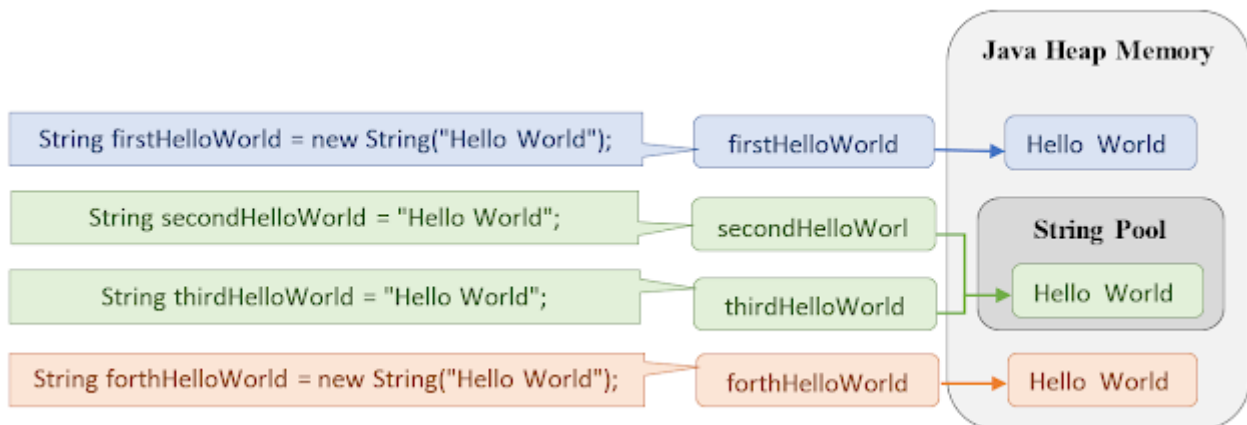 Java Heap Memory
String firstHelloWorld = new String("Hello World");
firstHelloWorld
Hello World
String secondHelloWorld = "Hello World";
secondHelloWorl
String Pool
String thirdHelloWorld = "Hello World";
thirdHelloWorld
Hello World
String forthHelloWorld = new String("Hello World");
forthHelloWorld
Hello World